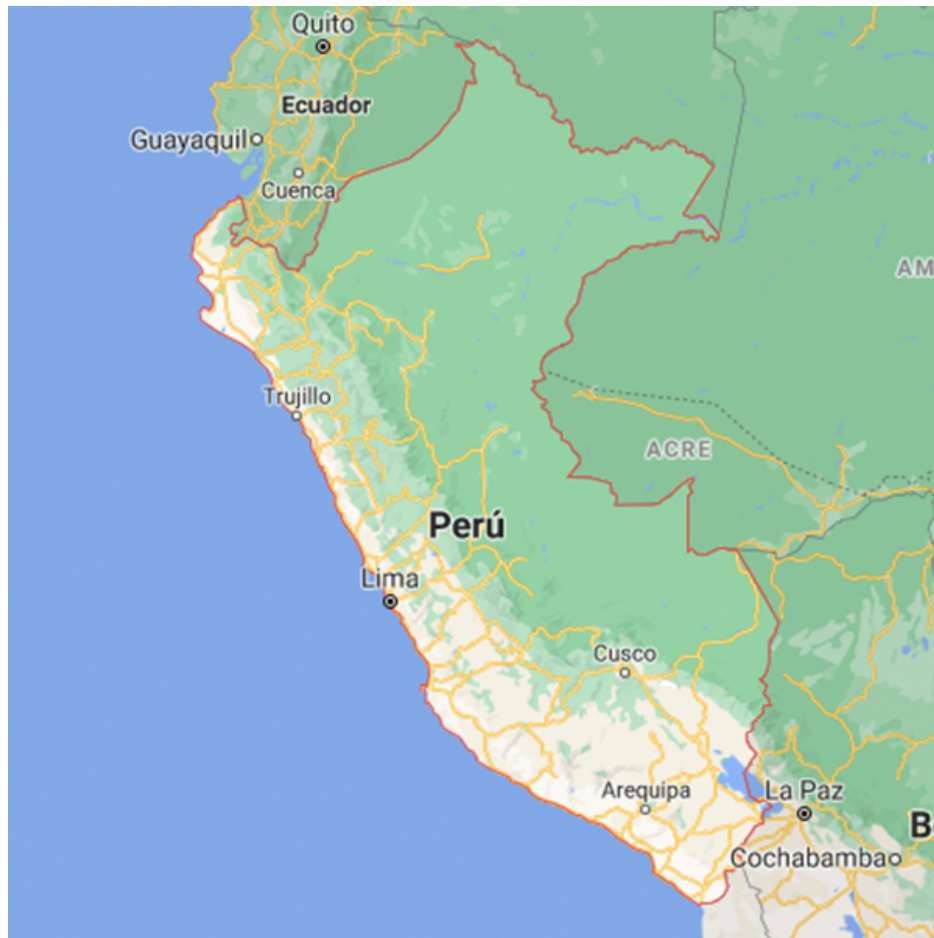 Quito
Ecuador
Guayaquil
Cuenca
AM
Trujillo
ACRE
Perú
Lima
Cusco
Arequipa
La Paz
B
Cochabamba